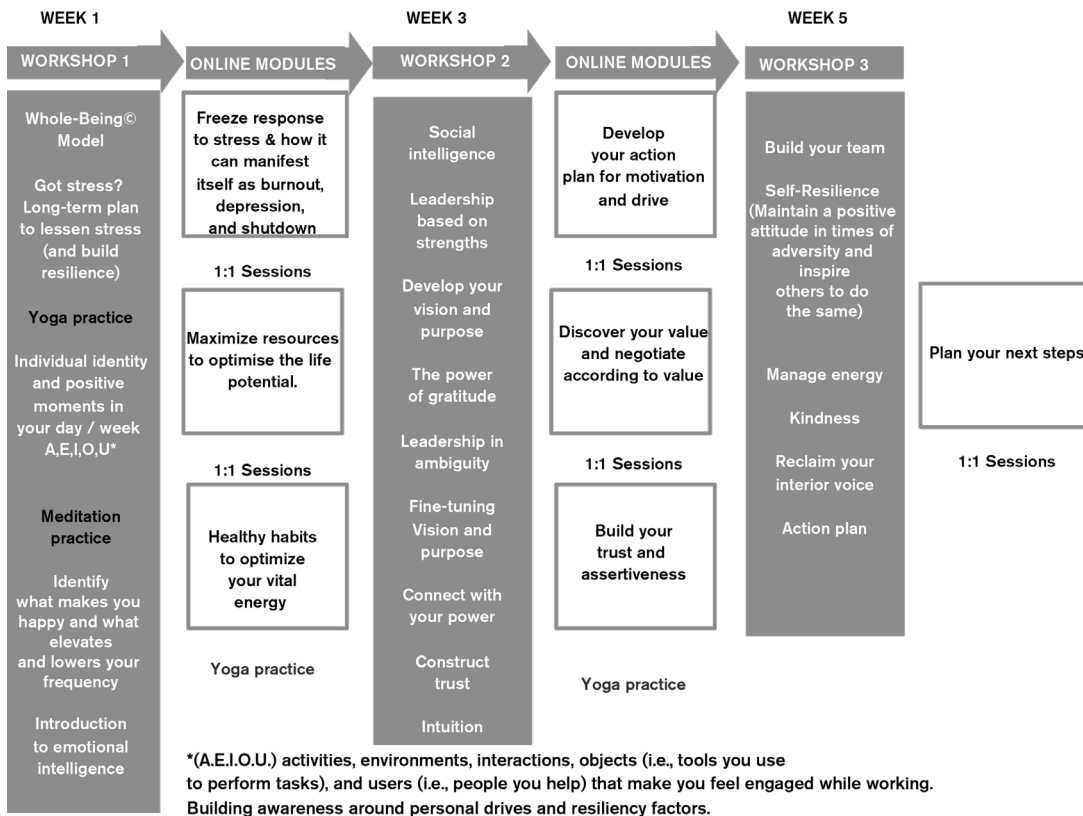 WEEK 1
WEEK 3
WEEK 5
WORKSHOP 1
ONLINE MODULES
WORKSHOP 2
ONLINE MODULES
WORKSHOP 3
Whole-Being©
Model
Got stress?
Long-term plan
to lessen stress
(and build
resilience)
Yoga practice
Individual identity
and positive
moments in
your day / week
A,E,I,O,U*
Meditation
practice
Identify
what makes you
happy and what
elevates
and lowers your
frequency
Introduction
to emotional
intelligence
Freeze response
to stress & how it
can manifest
itself as burnout,
depression,
and shutdown
1:1 Sessions
Maximize resources
to optimise the life
potential.
1:1 Sessions
Healthy habits
to optimize
your vital
energy
Yoga practice
Social
intelligence
Leadership
based on
strengths
Develop your
vision and
purpose
The power
of gratitude
Leadership in
ambiguity
Fine-tuning
Vision and
purpose
Connect with
your power
Construct
trust
Intuition
Develop
your action
plan for motivation
and drive
1:1 Sessions
Discover your value
and negotiate
according to value
1:1 Sessions
Build your
trust and
assertiveness
Yoga practice
Build your team
Self-Resilience
(Maintain a positive
attitude in times of
adversity and
inspire
others to do
the same)
Manage energy
Kindness
Reclaim your
interior voice
Action plan
Plan your next steps
1:1 Sessions
*(A.E.I.O.U.) activities, environments, interactions, objects (i.e., tools you use
to perform tasks), and users (i.e., people you help) that make you feel engaged while working.
Building awareness around personal drives and resiliency factors.